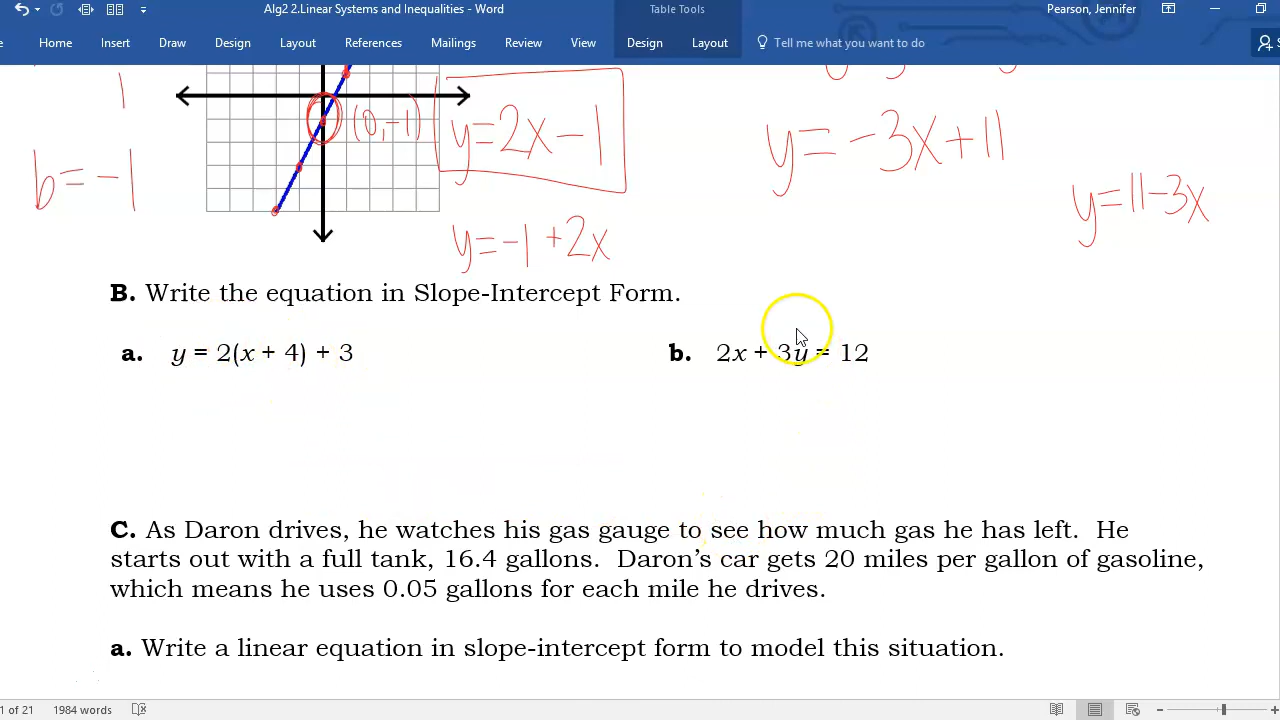 Alg2 2.Linear Systems and Inequalities - Word Table Tools Pearson, Jennifer
Home Insert Draw Design Layout References Mailings Review View Design Layout Tell me what you want to do
1
b = -1
(0, -1)
y = 2x - 1
y = -1 + 2x
y = -3x + 11
y = 11 - 3x
B. Write the equation in Slope-Intercept Form.
a. y = 2(x + 4) + 3
b. 2x + 3y = 12
C. As Daron drives, he watches his gas gauge to see how much gas he has left. He
starts out with a full tank, 16.4 gallons. Daron's car gets 20 miles per gallon of gasoline,
which means he uses 0.05 gallons for each mile he drives.
a. Write a linear equation in slope-intercept form to model this situation.
1 of 21 1984 words